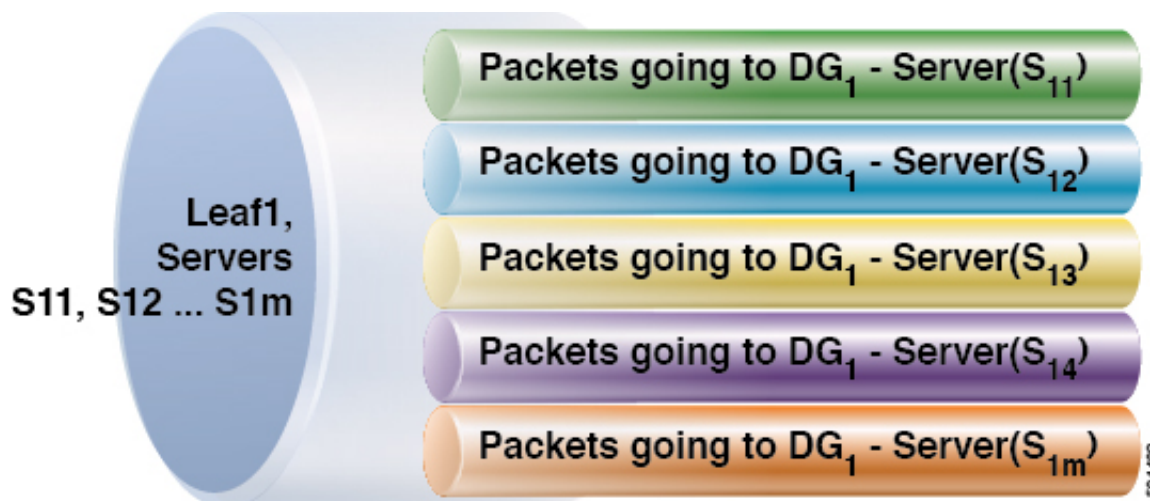 Packets going to DG₁ - Server(S₁₁)
Packets going to DG₁ - Server(S₁₂)
Packets going to DG₁ - Server(S₁₃)
Packets going to DG₁ - Server(S₁₄)
Packets going to DG₁ - Server(S₁ₘ)
Leaf1,
Servers
S11, S12 ... S1m